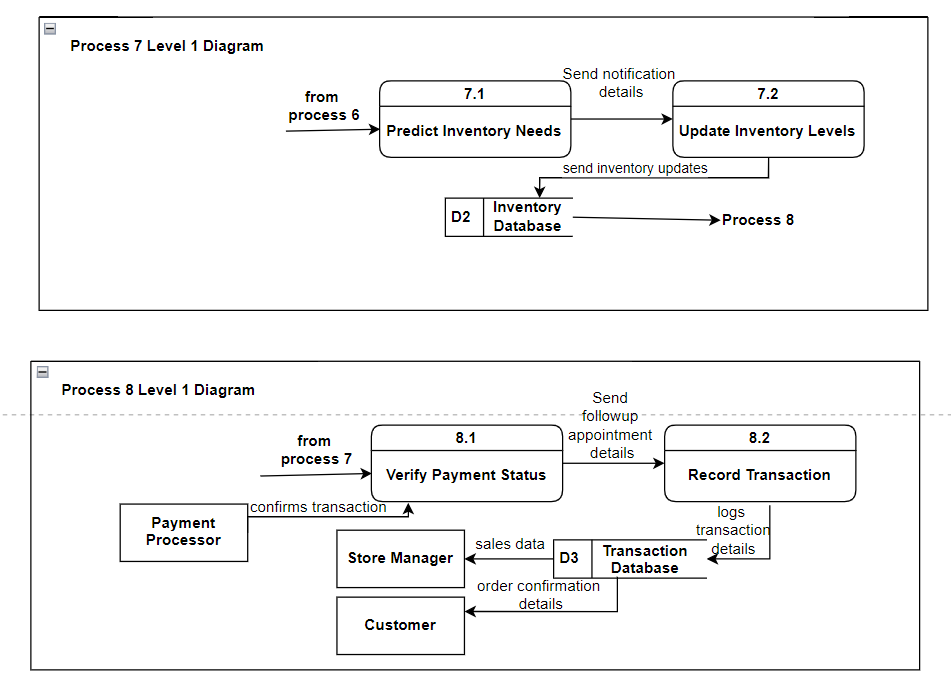 Process 7 Level 1 Diagram
from
process 6
7.1
Predict Inventory Needs
Send notification
details
7.2
Update Inventory Levels
send inventory updates
D2
Inventory
Database
Process 8
Process 8 Level 1 Diagram
from
process 7
8.1
Verify Payment Status
Send
followup
appointment
details
8.2
Record Transaction
Payment
Processor
confirms transaction
logs
transaction
details
Store Manager
sales data
D3
Transaction
Database
order confirmation
details
Customer